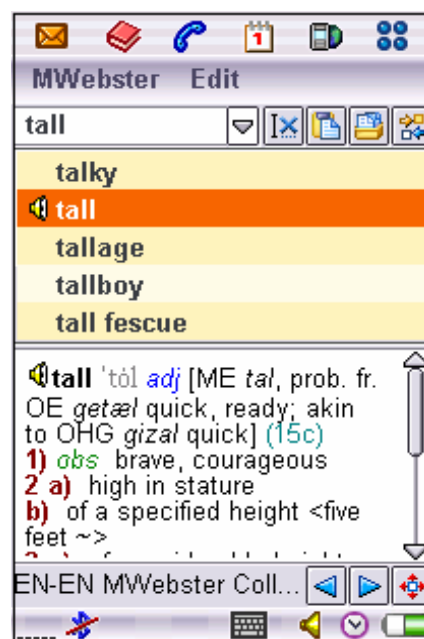 1
MWebster Edit
tall
talky
tall
tallage
tallboy
tall fescue
tall 'tȯl adj [ME tal, prob. fr.
OE getæl quick, ready; akin
to OHG gizal quick] (15c)
1) obs brave, courageous
2 a) high in stature
b) of a specified height <five
feet ~>
EN-EN MWebster Coll...